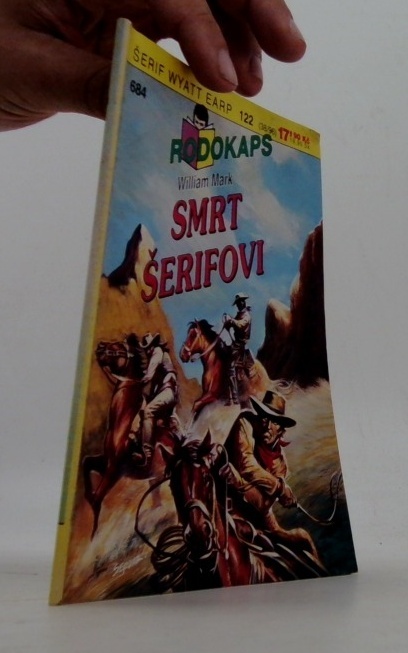 ŠERIF WYATT EARP 122
684
RODOKAPS
William Mark
SMRT
ŠERIFOVI